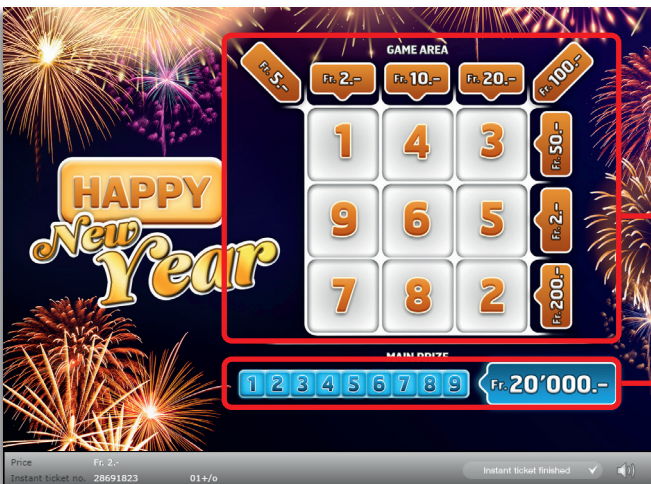 GAME AREA
Fr. 5.- Fr. 2.- Fr. 10.- Fr. 20.- Fr. 100.-
1 4 3 Fr. 50.-
9 6 5 Fr. 2.-
7 8 2 Fr. 200.-
HAPPY
New
Year
MAIN PRIZE
1 2 3 4 5 6 7 8 9 Fr. 20'000.-
Price Fr. 2.-
Instant ticket finished
Instant ticket no. 28691823 01+/o